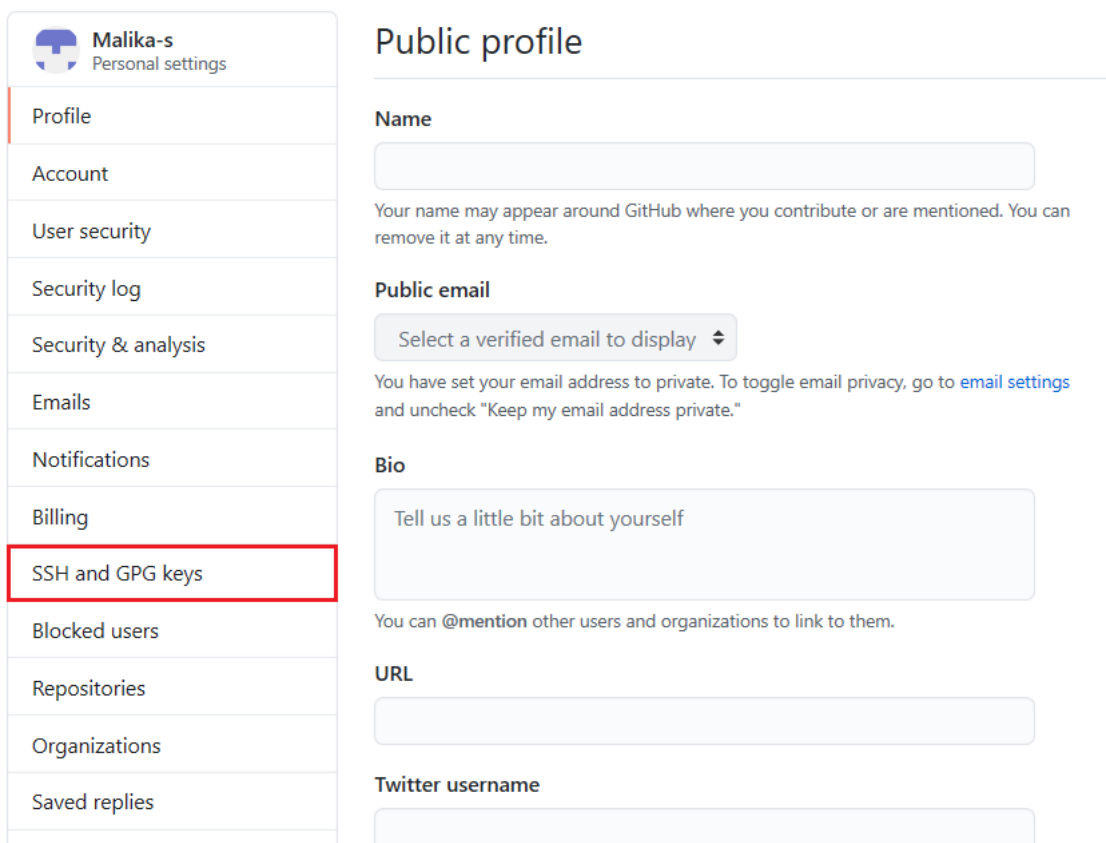 Malika-s
Personal settings
Profile
Account
User security
Security log
Security & analysis
Emails
Notifications
Billing
SSH and GPG keys
Blocked users
Repositories
Organizations
Saved replies
Public profile
Name
Your name may appear around GitHub where you contribute or are mentioned. You can
remove it at any time.
Public email
Select a verified email to display
You have set your email address to private. To toggle email privacy, go to email settings
and uncheck "Keep my email address private."
Bio
Tell us a little bit about yourself
You can @mention other users and organizations to link to them.
URL
Twitter username